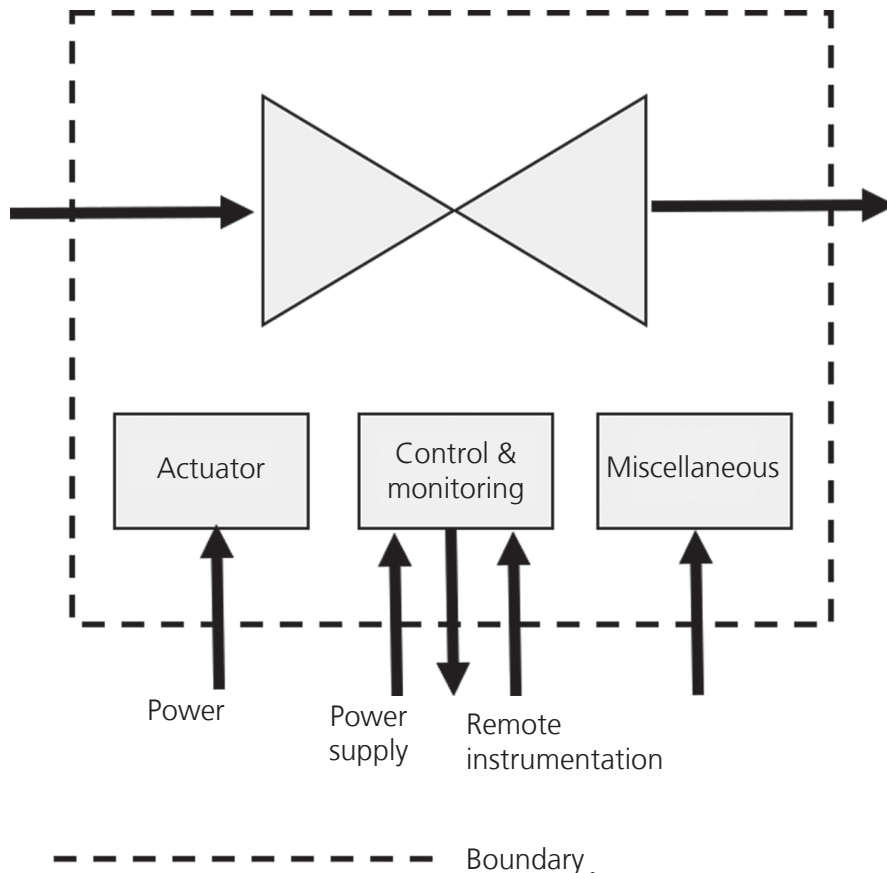 Actuator
Control &
monitoring
Miscellaneous
Power
Power
supply
Remote
instrumentation
Boundary